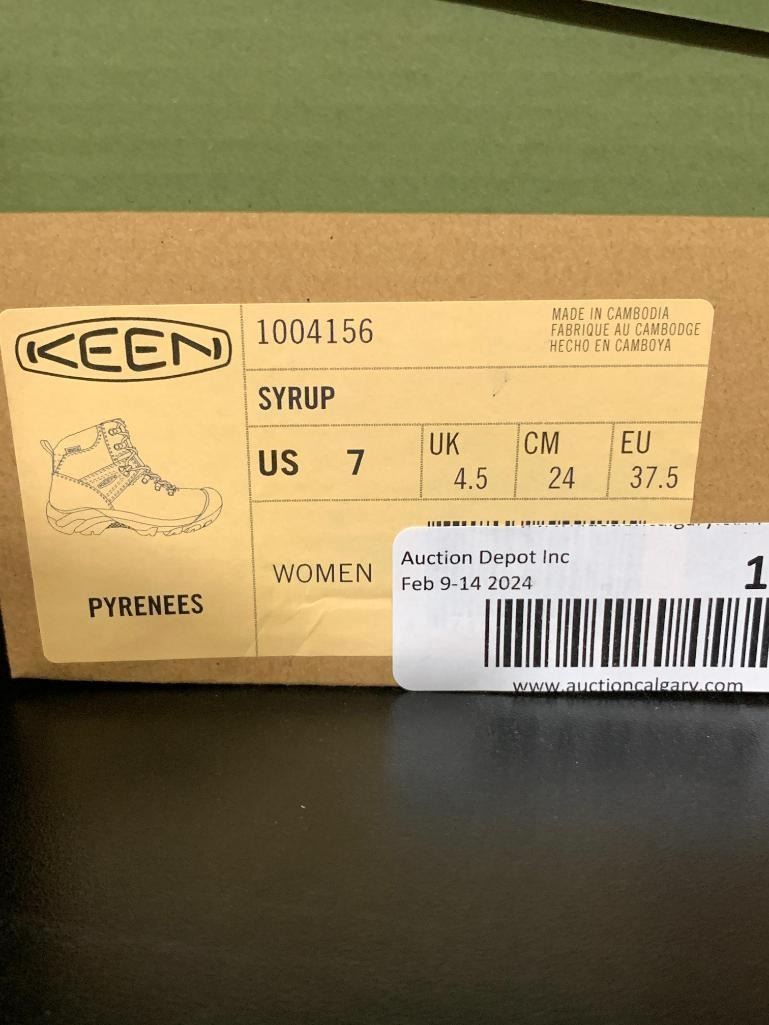 KEEN
1004156
MADE IN CAMBODIA
FABRIQUE AU CAMBODGE
HECHO EN CAMBOYA
SYRUP
US 7
UK 4.5
CM 24
EU 37.5
WOMEN
PYRENEES
Auction Depot Inc
Feb 9-14 2024
1
www.auctioncalgary.com